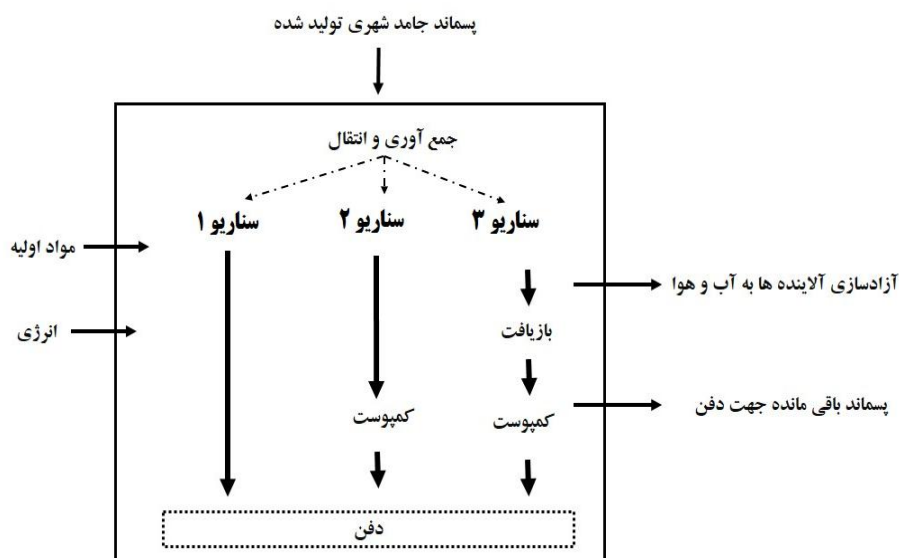 پسماند جامد شهری تولید شده
جمع آوری و انتقال
سناریو ۳
سناریو ۲
سناریو ۱
مواد اولیه
آزادسازی آلاینده ها به آب و هوا
انرژی
بازیافت
پسماند باقی مانده جهت دفن
کمپوست
کمپوست
دفن